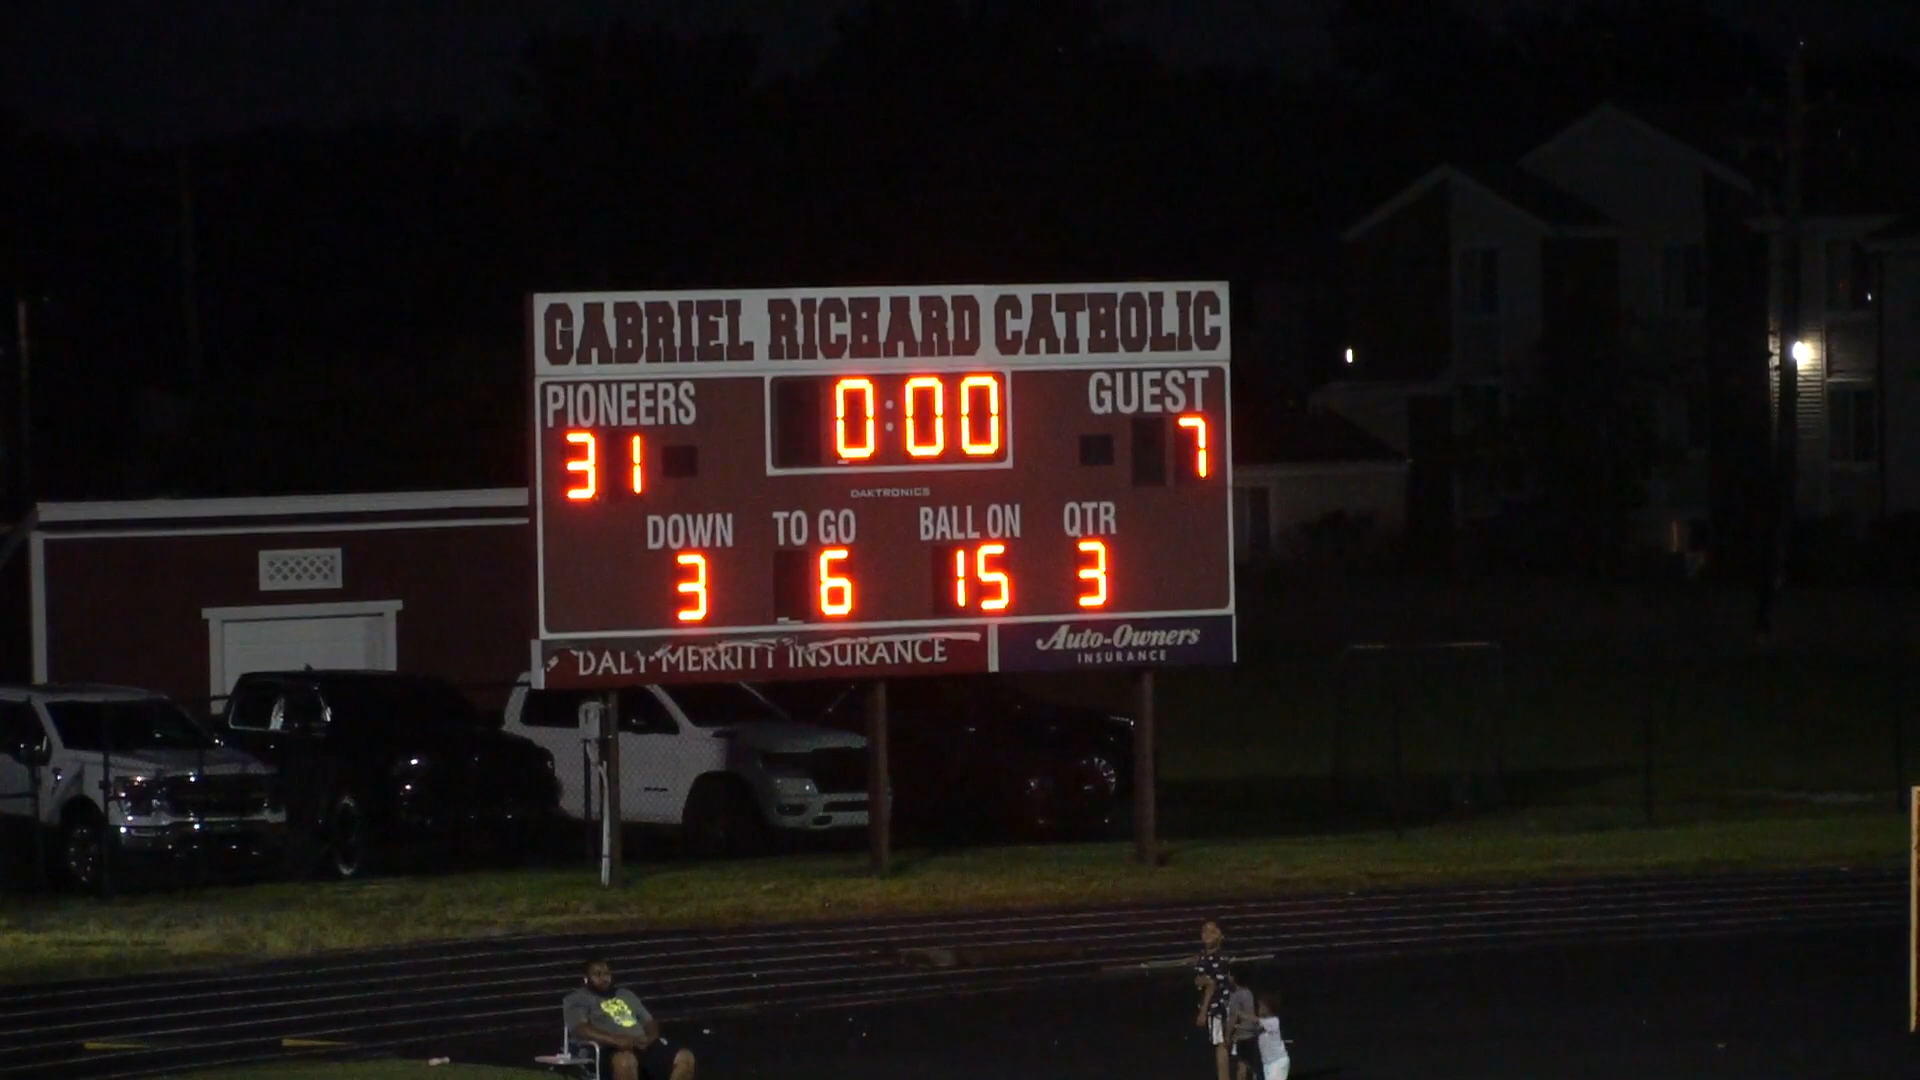 GABRIEL RICHARD CATHOLIC
PIONEERS 0:00 GUEST
31 7
DAKTRONICS
DOWN TO GO BALL ON QTR
3 6 15 3
DALY-MERRITT INSURANCE
Auto-Owners
INSURANCE